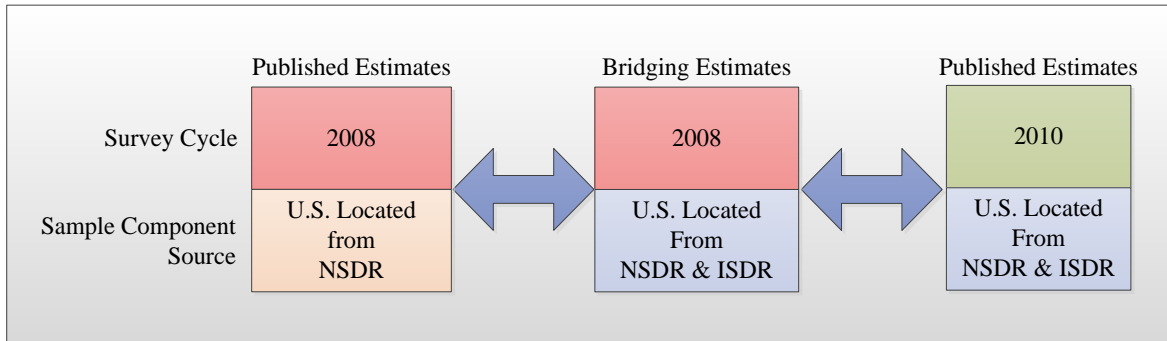 Published Estimates
Bridging Estimates
Published Estimates
Survey Cycle
2008
2008
2010
Sample Component
Source
U.S. Located
from
NSDR
U.S. Located
From
NSDR & ISDR
U.S. Located
From
NSDR & ISDR